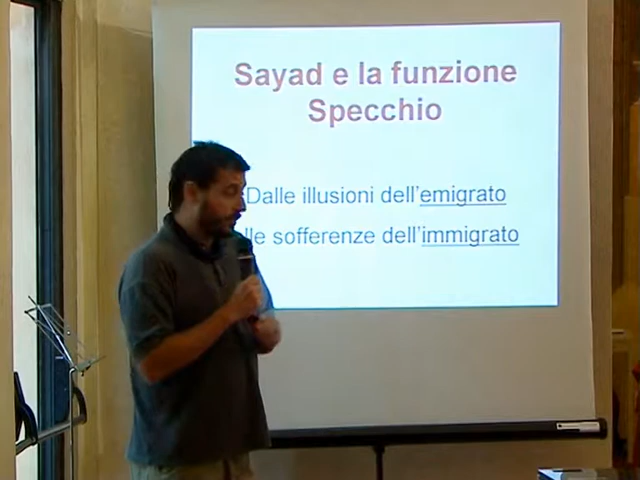 Sayad e la funzione
Specchio
Dalle illusioni dell'emigrato
lle sofferenze dell'immigrato